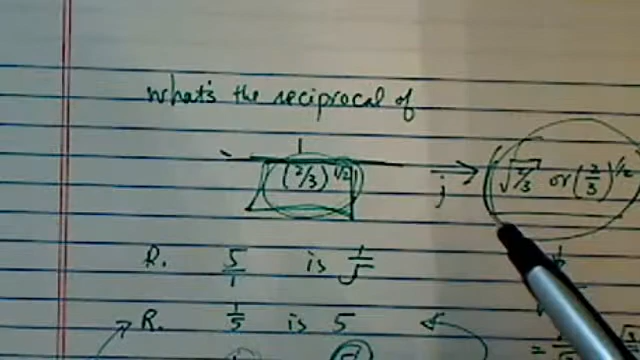 what's the reciprocal of
1
(2/3)^1/2 → √2/3 or (2/3)^1/2
R. 5/1 is 1/5
R. 1/5 is 5